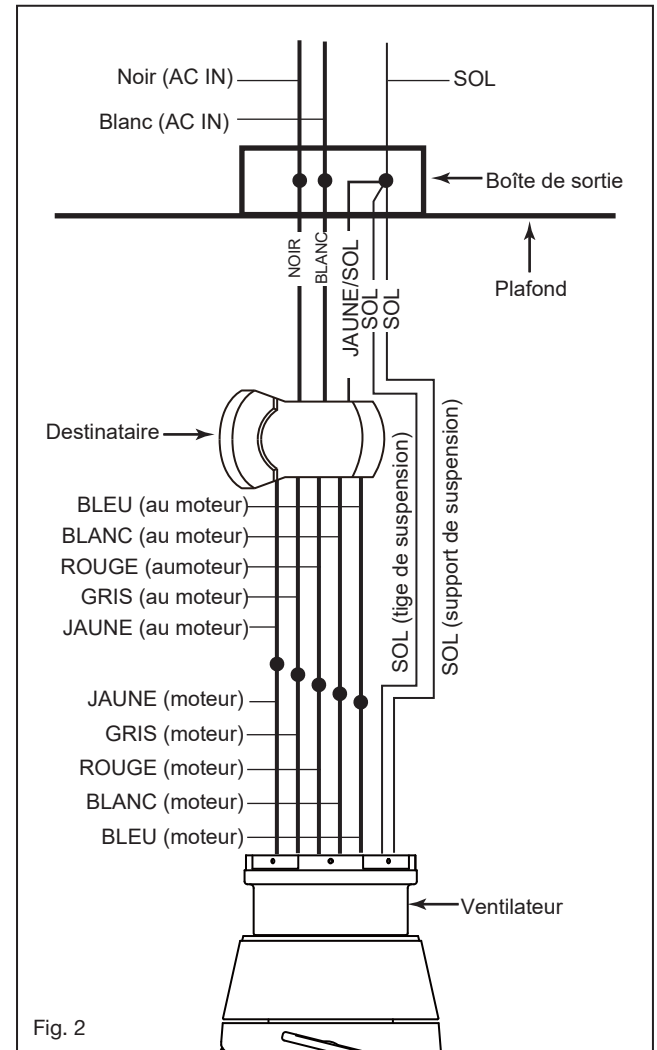 Noir (AC IN)
SOL
Blanc (AC IN)
Boîte de sortie
NOIR
BLANC
JAUNE/SOL
SOL
SOL
Plafond
Destinataire
SOL (tige de suspension)
SOL (support de suspension)
BLEU (au moteur)
BLANC (au moteur)
ROUGE (aumoteur)
GRIS (au moteur)
JAUNE (au moteur)
JAUNE (moteur)
GRIS (moteur)
ROUGE (moteur)
BLANC (moteur)
BLEU (moteur)
Ventilateur
Fig. 2